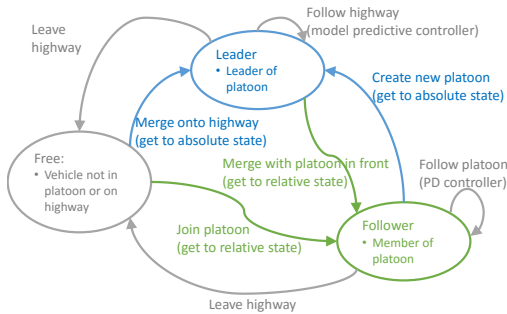 Follow highway
(model predictive controller)
Leave
highway
Leader
• Leader of
platoon
Create new platoon
(get to absolute state)
Merge onto highway
(get to absolute state)
Free:
• Vehicle not in
platoon or on
highway
Merge with platoon in front
(get to relative state)
Follow platoon
(PD controller)
Join platoon
(get to relative state)
Follower
• Member of
platoon
Leave highway